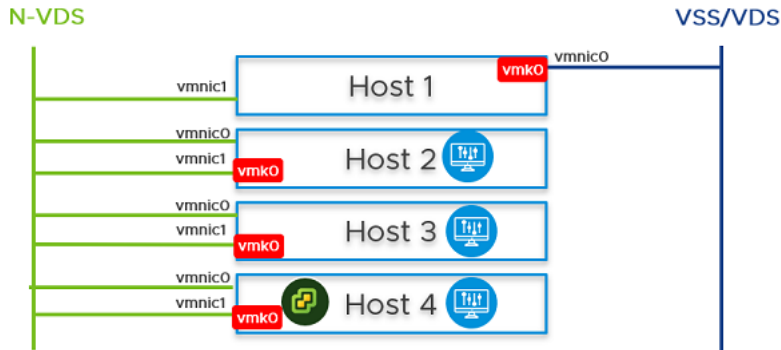 N-VDS
VSS/VDS
vmnic1
Host 1
vmk0
vmnic0
vmnic0
vmnic1
vmk0
Host 2
vmnic0
vmnic1
vmk0
Host 3
vmnic0
vmnic1
vmk0
Host 4